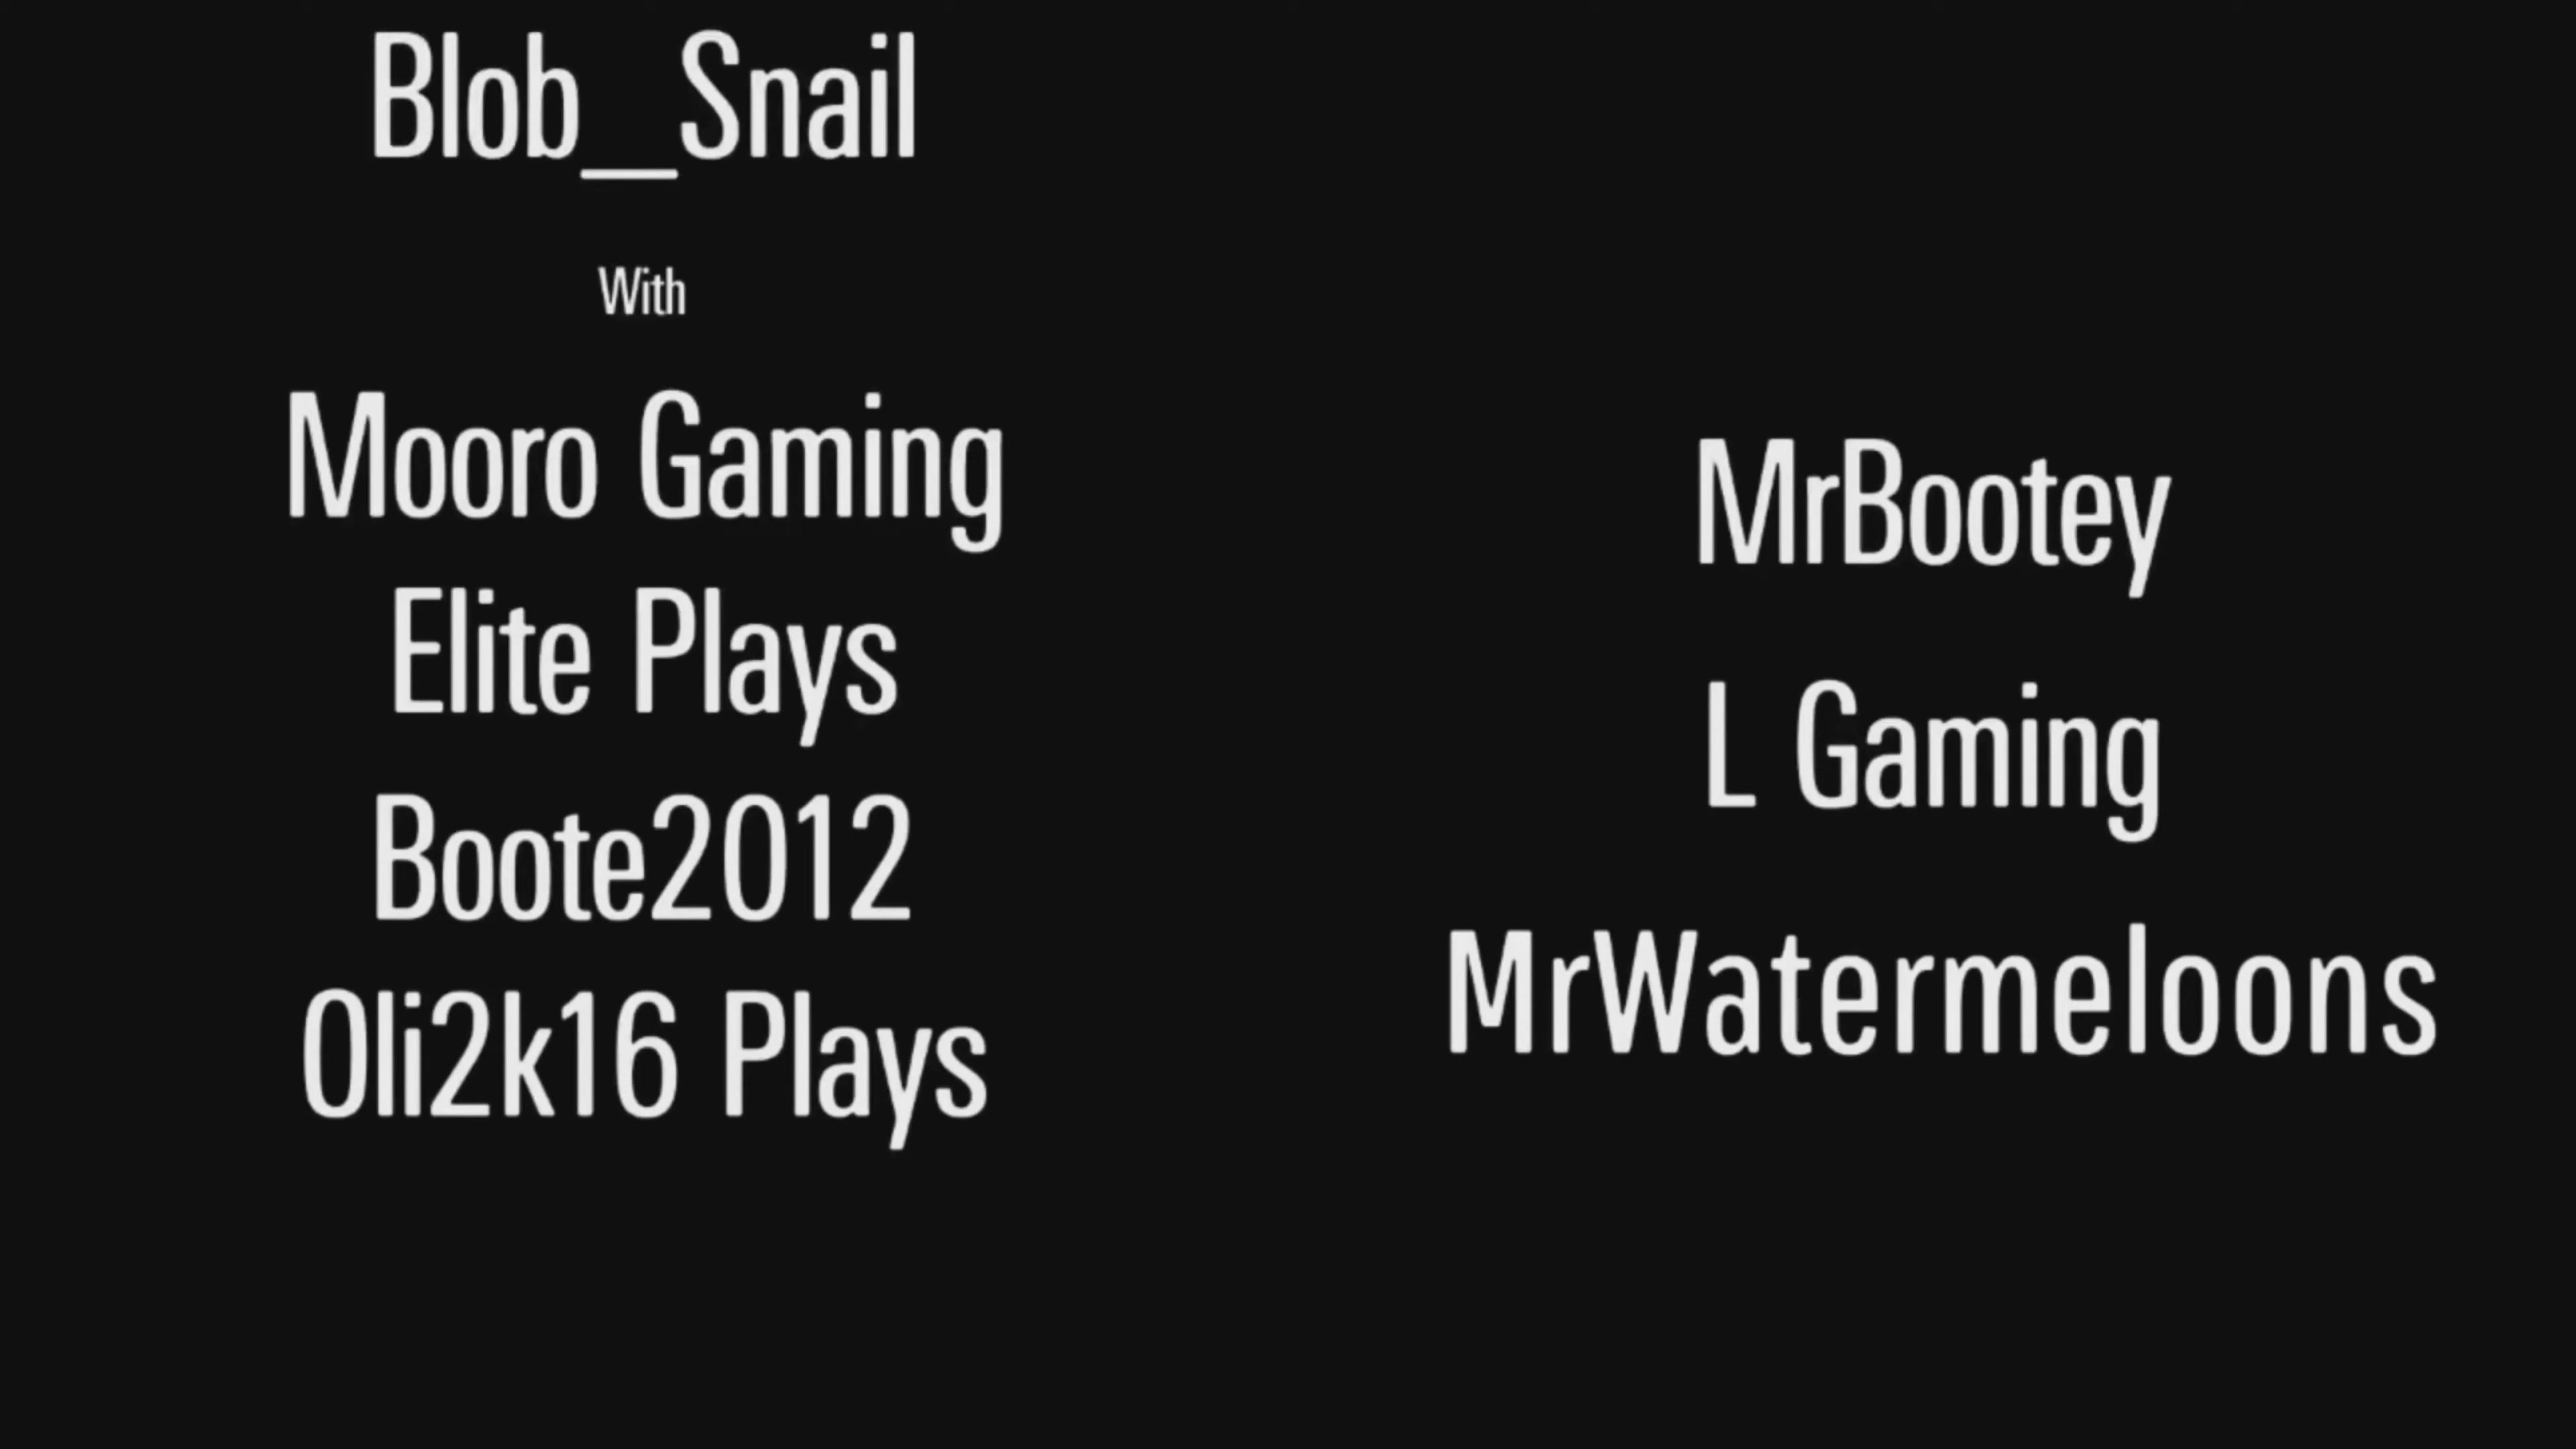 Blob_Snail
With
Mooro Gaming
Elite Plays
Boote2012
Oli2k16 Plays
MrBootey
L Gaming
MrWatermeloons